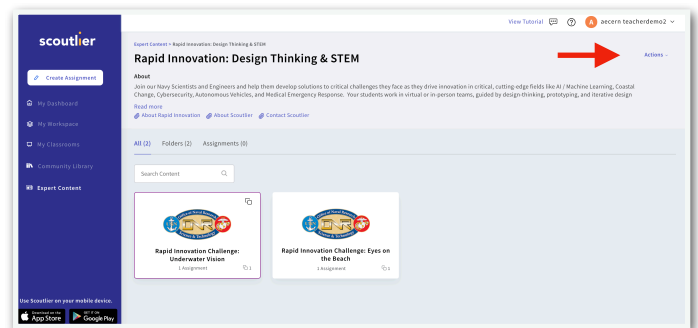 View Tutorial
A aecern teacherdemo2
scoutlier
Create Assignment
My Dashboard
My Workspace
My Classrooms
Community Library
Expert Content
Use Scoutlier on your mobile device.
Download on the App Store
GET IT ON Google Play
Expert Content > Rapid Innovation: Design Thinking & STEM
Rapid Innovation: Design Thinking & STEM
Actions
About
Join our Navy Scientists and Engineers and help them develop solutions to critical challenges they face as they drive innovation in critical, cutting-edge fields like AI / Machine Learning, Coastal
Change, Cybersecurity, Autonomous Vehicles, and Medical Emergency Response. Your students work in virtual or in-person teams, guided by design-thinking, prototyping, and iterative design
Read more
About Rapid Innovation About Scoutlier Contact Scoutlier
All (2) Folders (2) Assignments (0)
Search Content
Rapid Innovation Challenge:
Underwater Vision
1 Assignment
Rapid Innovation Challenge: Eyes on
the Beach
1 Assignment